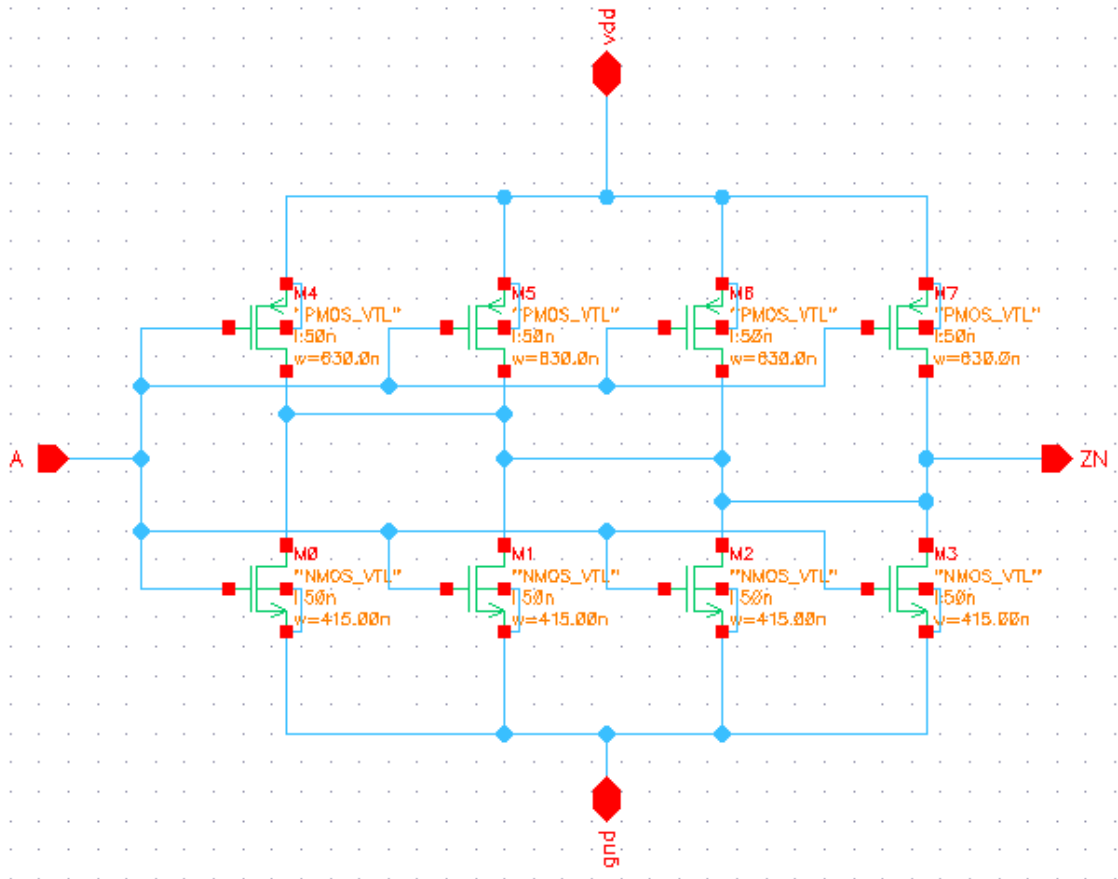 vdd
M4
"PMOS_VTL"
l:50n
w=630.0n
M5
"PMOS_VTL"
l:50n
w=630.0n
M6
"PMOS_VTL"
l:50n
w=630.0n
M7
"PMOS_VTL"
l:50n
w=630.0n
A
ZN
M0
"NMOS_VTL"
l:50n
w=415.00n
M1
"NMOS_VTL"
l:50n
w=415.00n
M2
"NMOS_VTL"
l:50n
w=415.00n
M3
"NMOS_VTL"
l:50n
w=415.00n
gnd